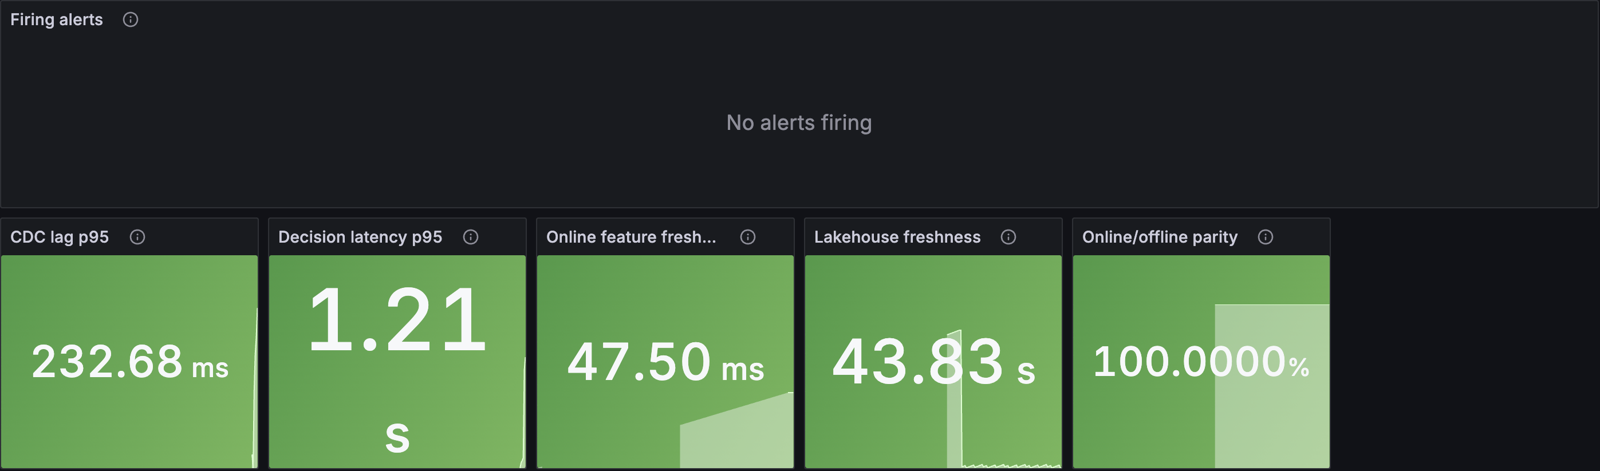 Firing alerts
No alerts firing
CDC lag p95
232.68 ms
Decision latency p95
1.21
s
Online feature fresh...
47.50 ms
Lakehouse freshness
43.83 s
Online/offline parity
100.0000%